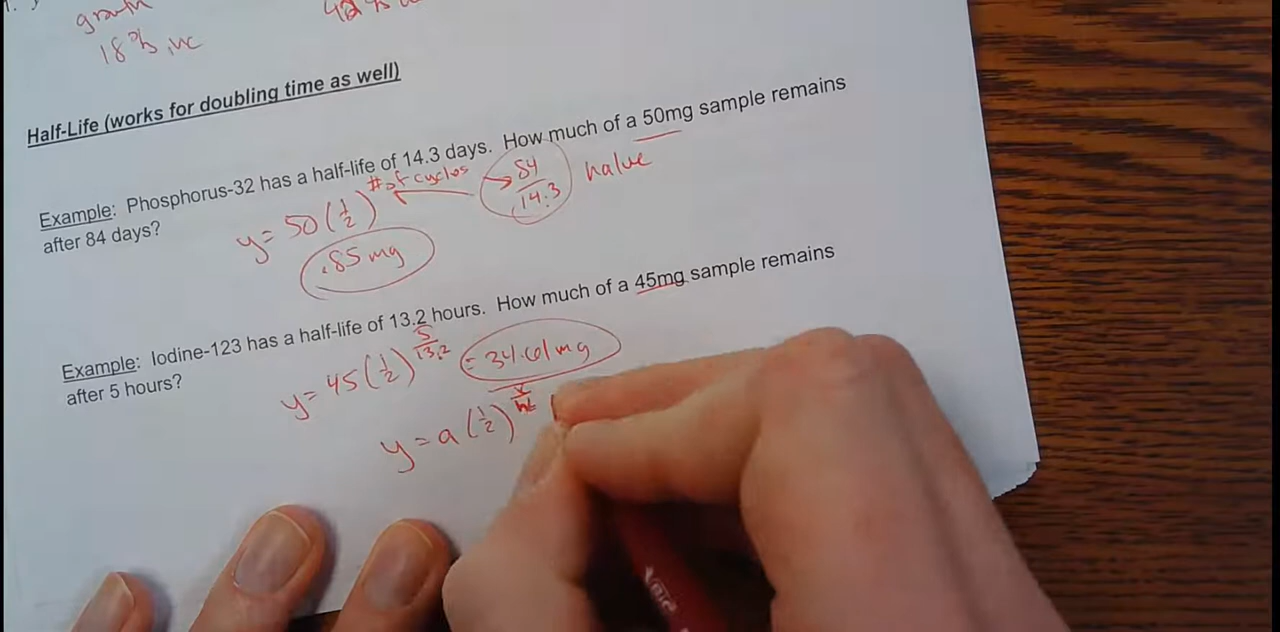 18%
Half-Life (works for doubling time as well)
Example: Phosphorus-32 has a half-life of 14.3 days. How much of a 50mg sample remains
after 84 days?
y = 50 (1/2)
# of cycles
84/14.3
halve
.85 mg
Example: Iodine-123 has a half-life of 13.2 hours. How much of a 45mg sample remains
after 5 hours?
y = 45 (1/2)^5/13.2 = 34.61 mg
y = a (1/2)